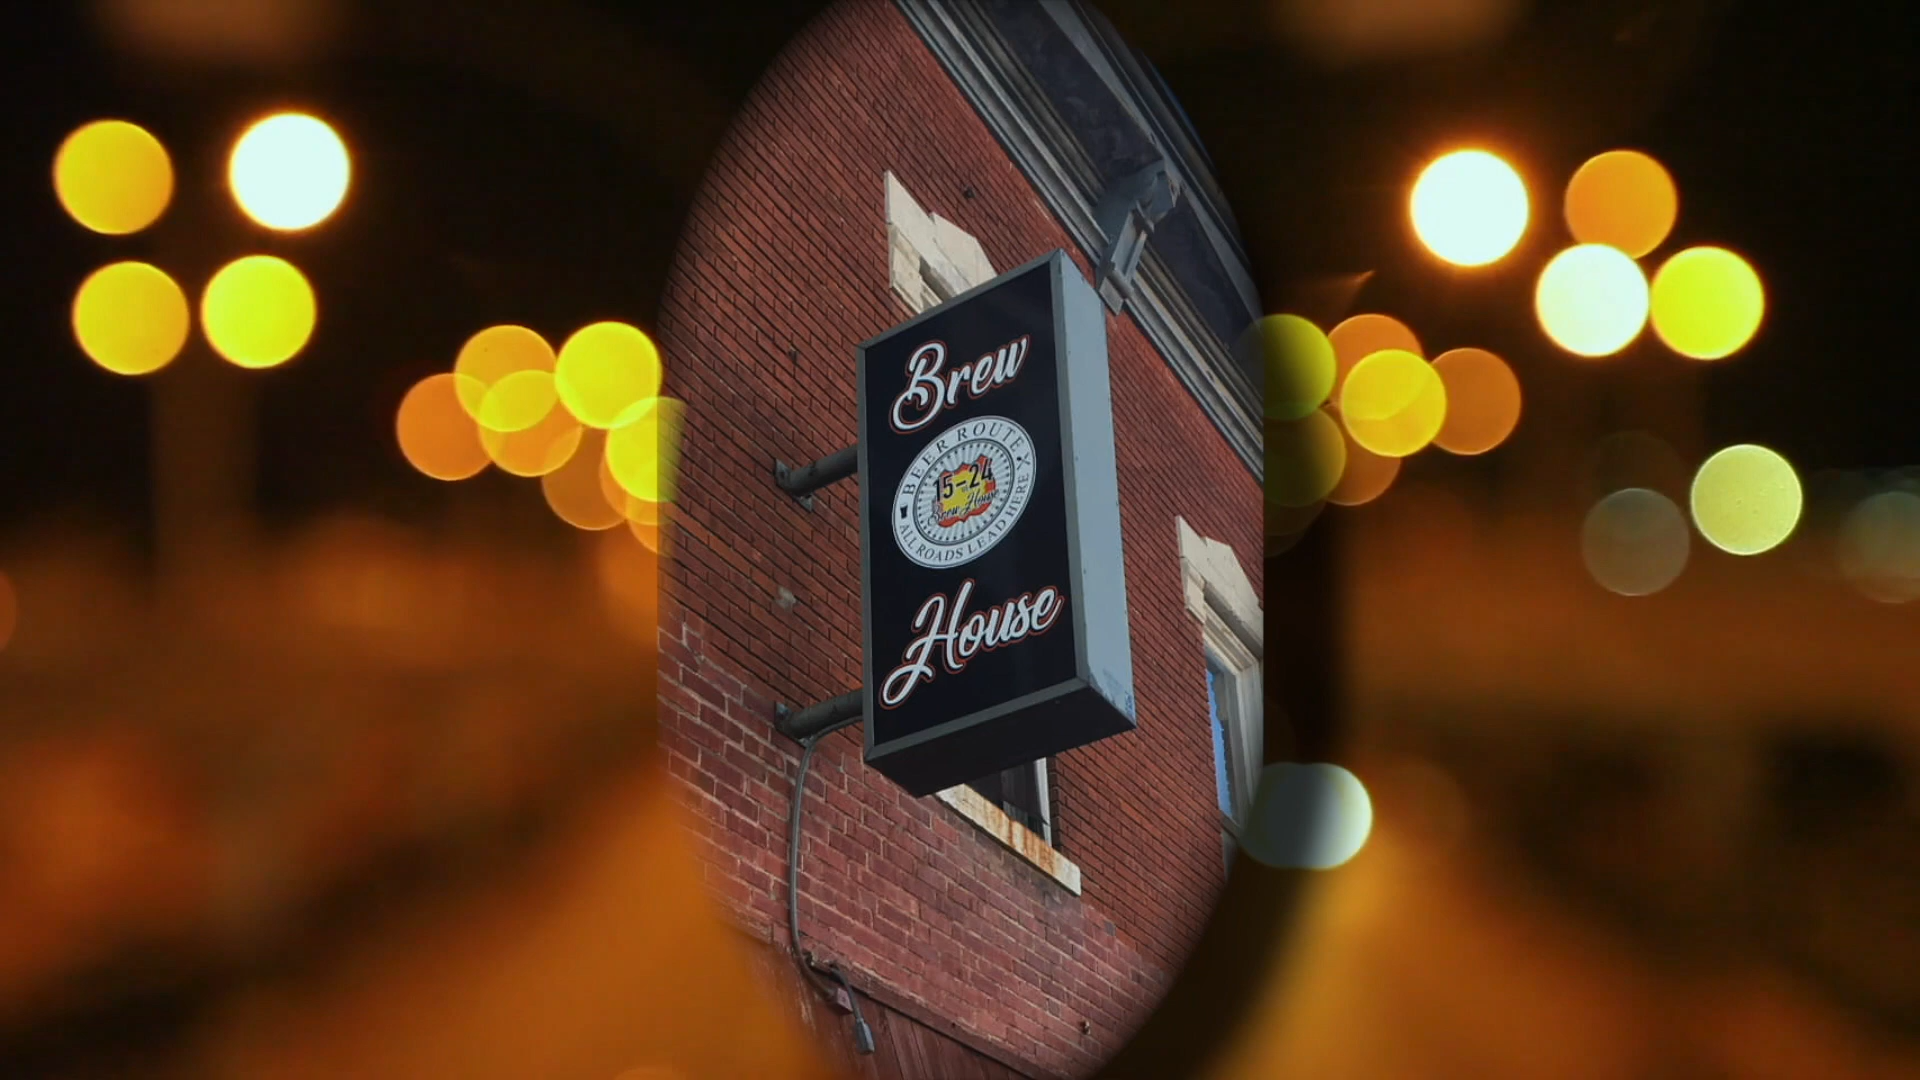 Brew
BEER ROUTE
15-24
Brew House
ALL ROADS LEAD HERE
House